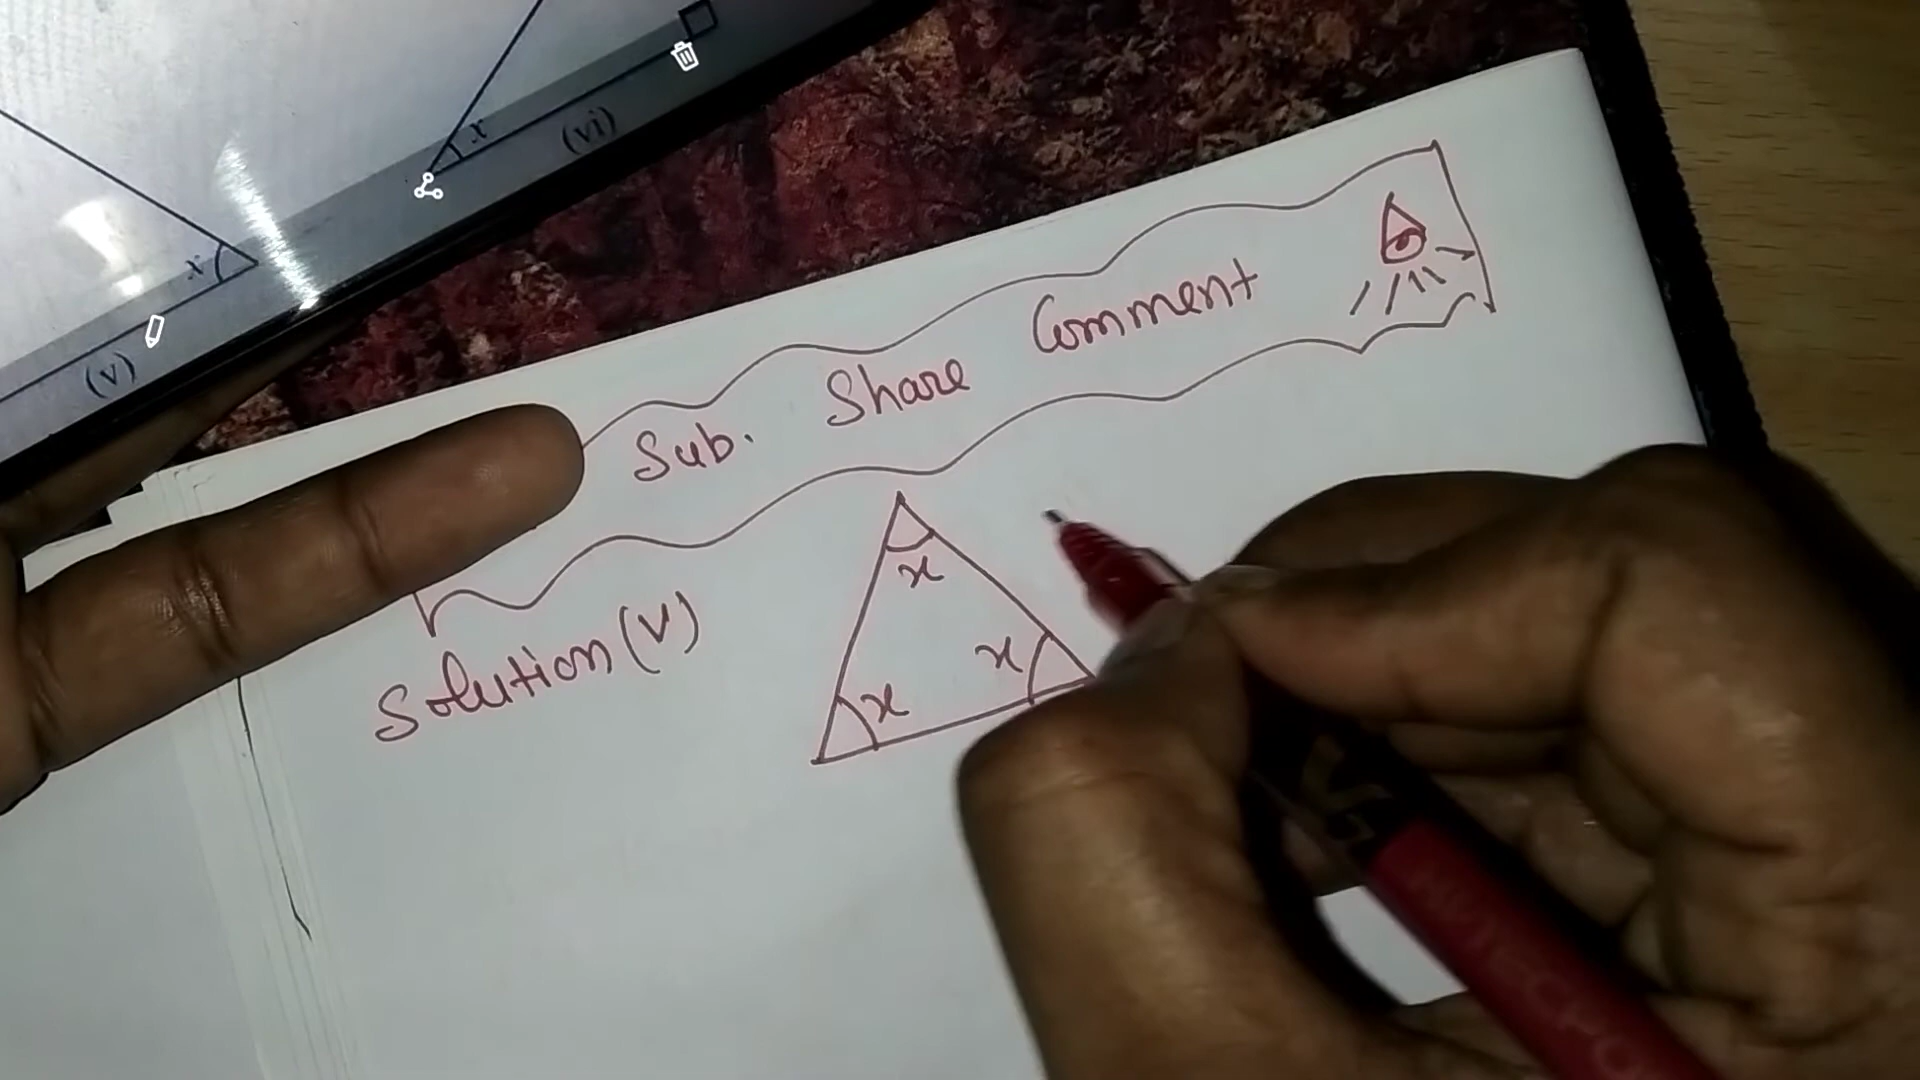 x
(vi)
x
(v)
Sub. Share Comment
Solution (v)
x
x
x